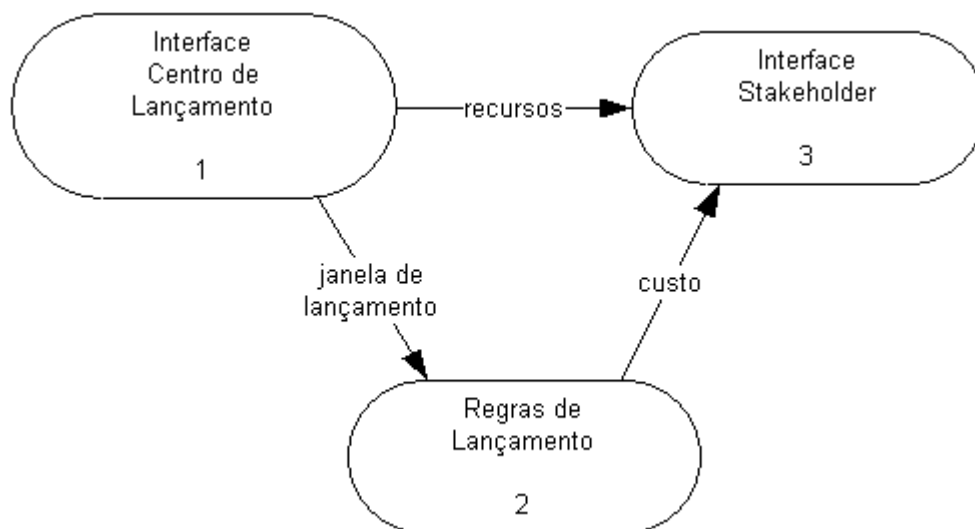 Interface
Centro de
Lançamento
1
recursos
Interface
Stakeholder
3
janela de
lançamento
custo
Regras de
Lançamento
2